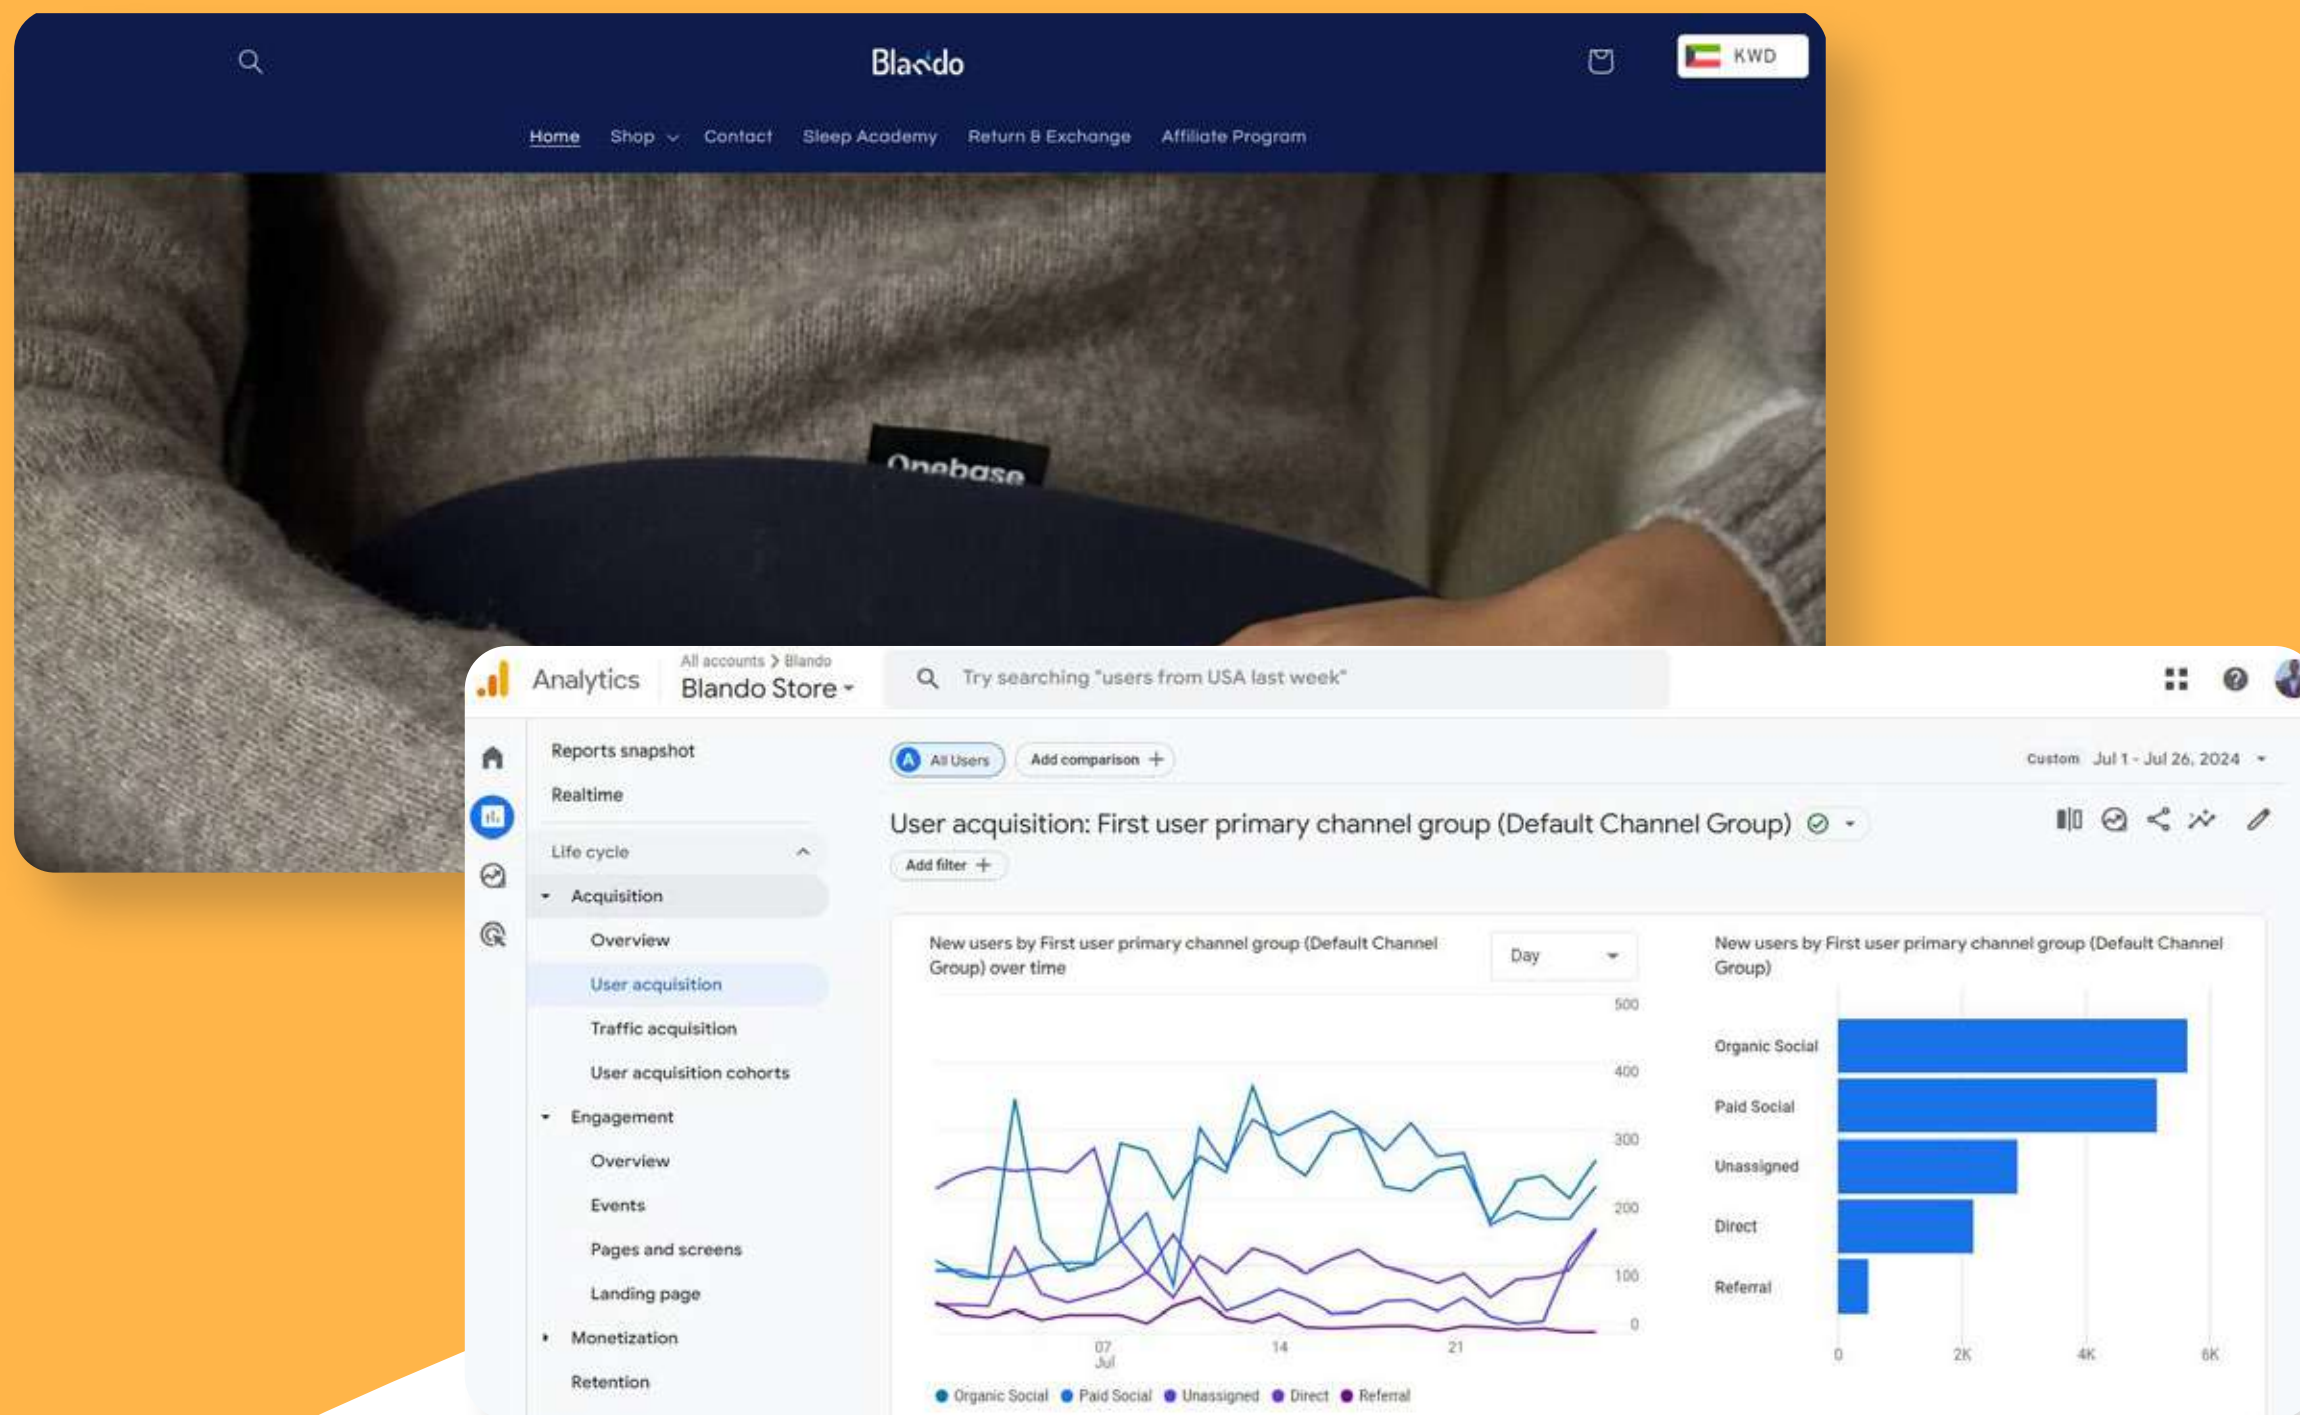 Blando
KWD
Home Shop Contact Sleep Academy Return & Exchange Affiliate Program
Onebase
Analytics
All accounts > Blando
Blando Store
Try searching "users from USA last week"
Reports snapshot
Realtime
Life cycle
Acquisition
Overview
User acquisition
Traffic acquisition
User acquisition cohorts
Engagement
Overview
Events
Pages and screens
Landing page
Monetization
Retention
A All Users
Add comparison +
Custom Jul 1 - Jul 26, 2024
User acquisition: First user primary channel group (Default Channel Group)
Add filter +
New users by First user primary channel group (Default Channel
Group) over time
Day
500
400
300
200
100
0
07
Jul
14
21
Organic Social Paid Social Unassigned Direct Referral
New users by First user primary channel group (Default Channel
Group)
Organic Social
Paid Social
Unassigned
Direct
Referral
0 2K 4K 6K